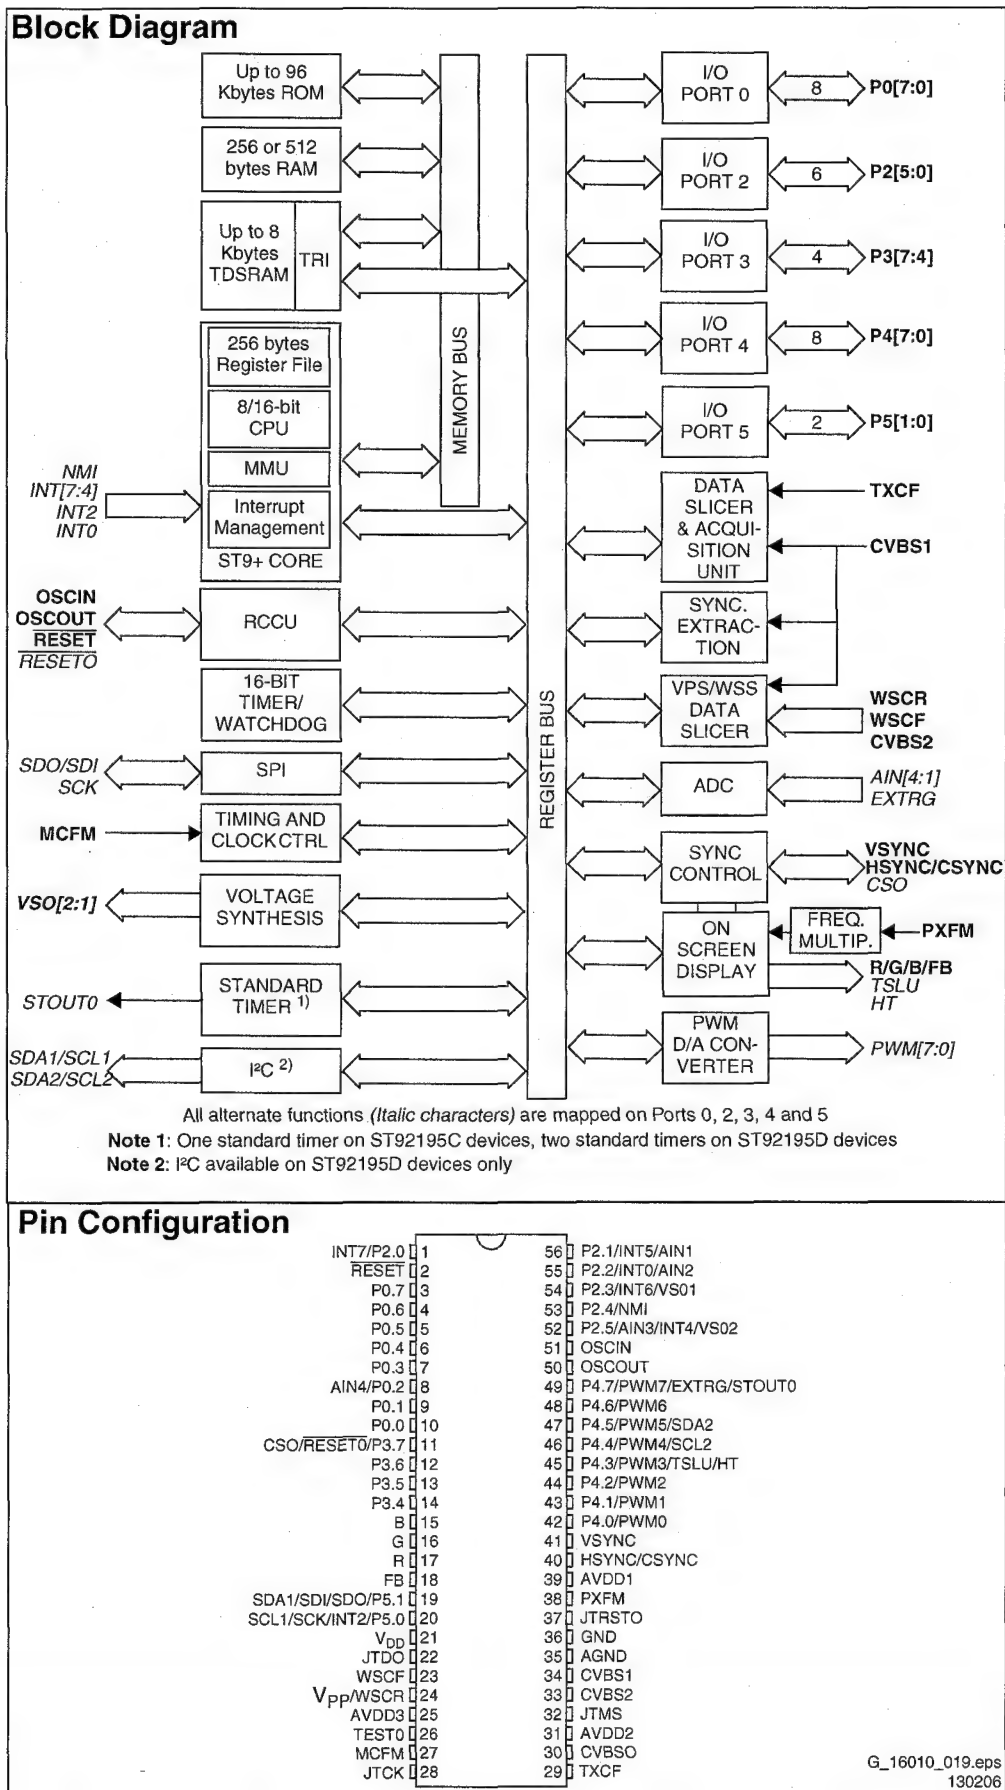 Block Diagram
Up to 96
Kbytes ROM
256 or 512
bytes RAM
Up to 8
Kbytes
TDSRAM
TRI
256 bytes
Register File
8/16-bit
CPU
MMU
Interrupt
Management
ST9+ CORE
NMI
INT[7:4]
INT2
INT0
OSCIN
OSCOUT
RESET
RESETO
RCCU
16-BIT
TIMER/
WATCHDOG
SDO/SDI
SCK
SPI
MCFM
TIMING AND
CLOCK CTRL
VSO[2:1]
VOLTAGE
SYNTHESIS
STOUT0
STANDARD
TIMER 1)
SDA1/SCL1
SDA2/SCL2
I²C 2)
MEMORY BUS
REGISTER BUS
I/O
PORT 0
8
P0[7:0]
I/O
PORT 2
6
P2[5:0]
I/O
PORT 3
4
P3[7:4]
I/O
PORT 4
8
P4[7:0]
I/O
PORT 5
2
P5[1:0]
DATA
SLICER
& ACQUI-
SITION
UNIT
TXCF
CVBS1
SYNC.
EXTRAC-
TION
VPS/WSS
DATA
SLICER
WSCR
WSCF
CVBS2
ADC
AIN[4:1]
EXTRG
SYNC
CONTROL
VSYNC
HSYNC/CSYNC
CSO
ON
SCREEN
DISPLAY
FREQ.
MULTIP.
PXFM
R/G/B/FB
TSLU
HT
PWM
D/A CON-
VERTER
PWM[7:0]
All alternate functions (Italic characters) are mapped on Ports 0, 2, 3, 4 and 5
Note 1: One standard timer on ST92195C devices, two standard timers on ST92195D devices
Note 2: I²C available on ST92195D devices only
Pin Configuration
INT7/P2.0 1 56 P2.1/INT5/AIN1
RESET 2 55 P2.2/INT0/AIN2
P0.7 3 54 P2.3/INT6/VS01
P0.6 4 53 P2.4/NMI
P0.5 5 52 P2.5/AIN3/INT4/VS02
P0.4 6 51 OSCIN
P0.3 7 50 OSCOUT
AIN4/P0.2 8 49 P4.7/PWM7/EXTRG/STOUT0
P0.1 9 48 P4.6/PWM6
P0.0 10 47 P4.5/PWM5/SDA2
CSO/RESET0/P3.7 11 46 P4.4/PWM4/SCL2
P3.6 12 45 P4.3/PWM3/TSLU/HT
P3.5 13 44 P4.2/PWM2
P3.4 14 43 P4.1/PWM1
B 15 42 P4.0/PWM0
G 16 41 VSYNC
R 17 40 HSYNC/CSYNC
FB 18 39 AVDD1
SDA1/SDI/SDO/P5.1 19 38 PXFM
SCL1/SCK/INT2/P5.0 20 37 JTRSTO
VDD 21 36 GND
JTDO 22 35 AGND
WSCF 23 34 CVBS1
VPP/WSCR 24 33 CVBS2
AVDD3 25 32 JTMS
TEST0 26 31 AVDD2
MCFM 27 30 CVBSO
JTCK 28 29 TXCF
G_16010_019.eps
130206